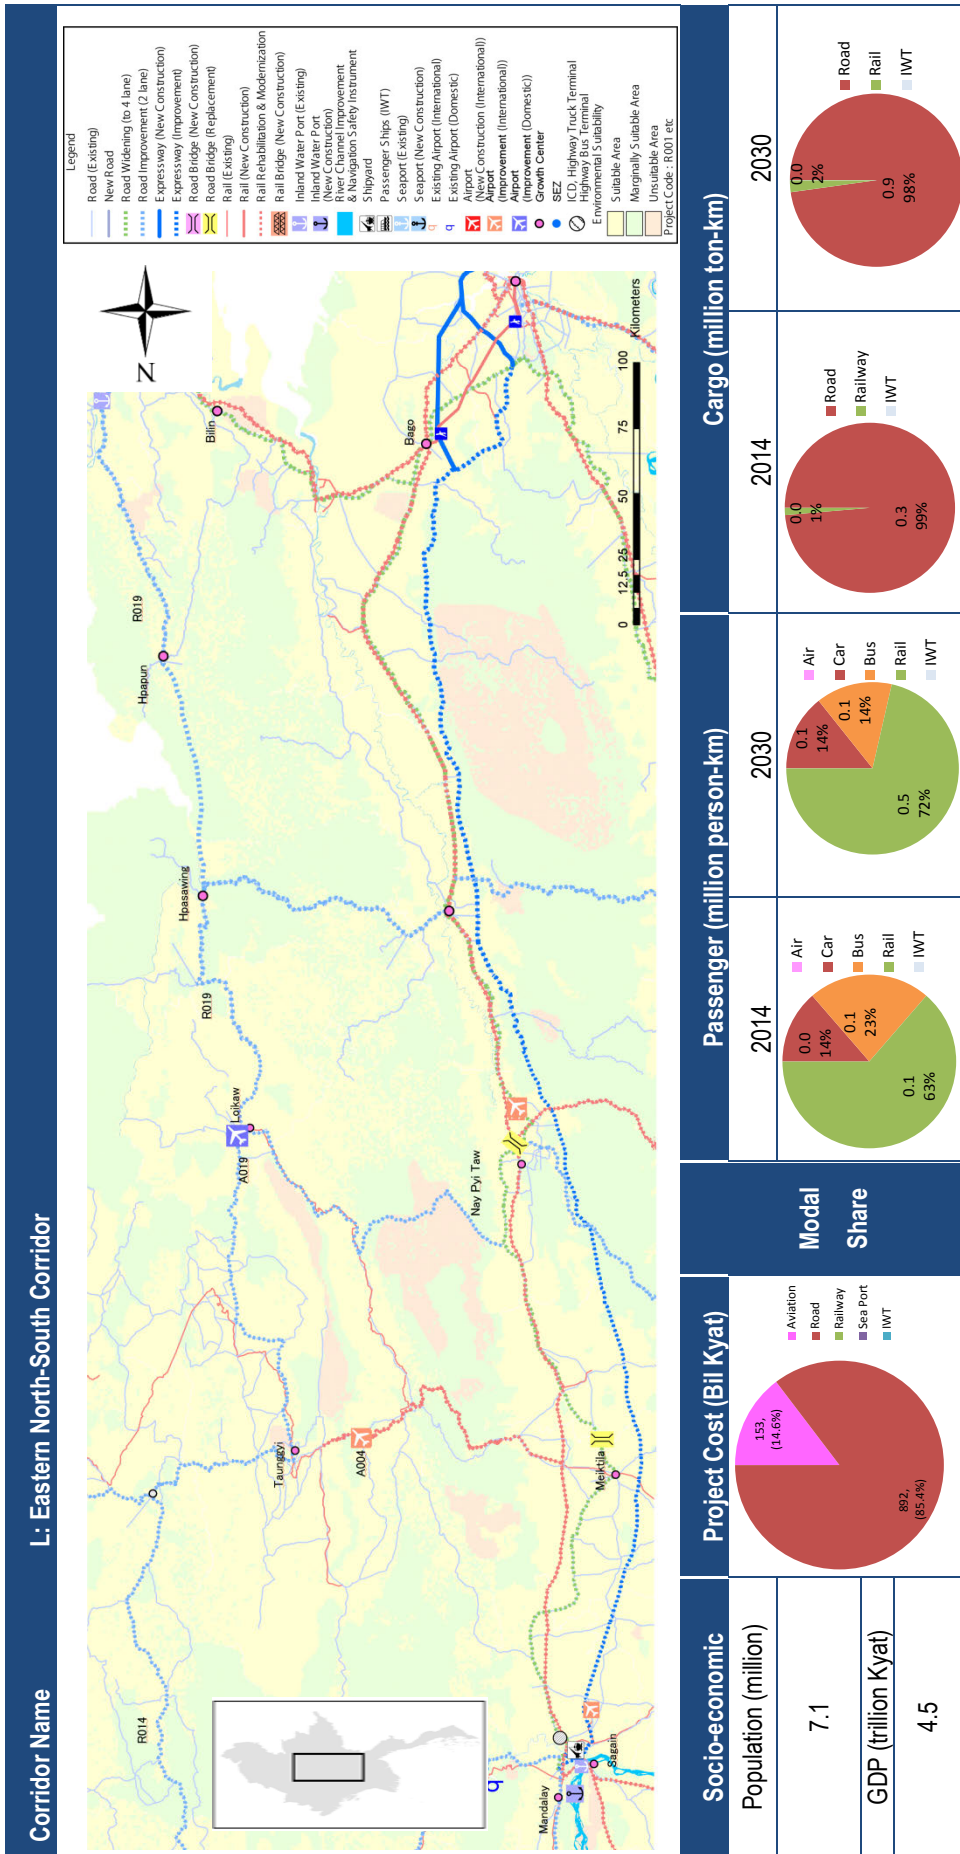 Corridor Name
L: Eastern North-South Corridor
Legend
Road (Existing)
New Road
Road Widening (to 4 lane)
Road Improvement (2 lane)
Expressway (New Construction)
Expressway (Improvement)
Road Bridge (New Construction)
Road Bridge (Replacement)
Rail (Existing)
Rail (New Construction)
Rail Rehabilitation & Modernization
Rail Bridge (New Construction)
Inland Water Port (Existing)
Inland Water Port
(New Construction)
River Channel Improvement
& Navigation Safety Instrument
Shipyard
Passenger Ships (IWT)
Seaport (Existing)
Seaport (New Construction)
q Existing Airport (International)
q Existing Airport (Domestic)
Airport
(New Construction (International))
Airport
(Improvement (International))
Airport
(Improvement (Domestic))
Growth Center
SEZ
ICD, Highway Truck Terminal
Highway Bus Terminal
Environmental Suitability
Suitable Area
Marginally Suitable Area
Unsuitable Area
Project Code : R001 etc
N
R014
Taunggyi
A004
A019
Loikaw
R019
Hpasawing
Hpapun
R019
Bilin
Bago
Nay Pyi Taw
Meiktila
q
Mandalay
Sagain
0 12.5 25 50 75 100
Kilometers
Socio-economic
Population (million)
7.1
GDP (trillion Kyat)
4.5
Project Cost (Bil Kyat)
153,
(14.6%)
892,
(85.4%)
Aviation
Road
Railway
Sea Port
IWT
Modal
Share
Passenger (million person-km)
2014
0.0
14%
0.1
23%
0.1
63%
Air
Car
Bus
Rail
IWT
2030
0.1
14%
0.1
14%
0.5
72%
Air
Car
Bus
Rail
IWT
Cargo (million ton-km)
2014
0.0
1%
0.3
99%
Road
Railway
IWT
2030
0.0
2%
0.9
98%
Road
Rail
IWT